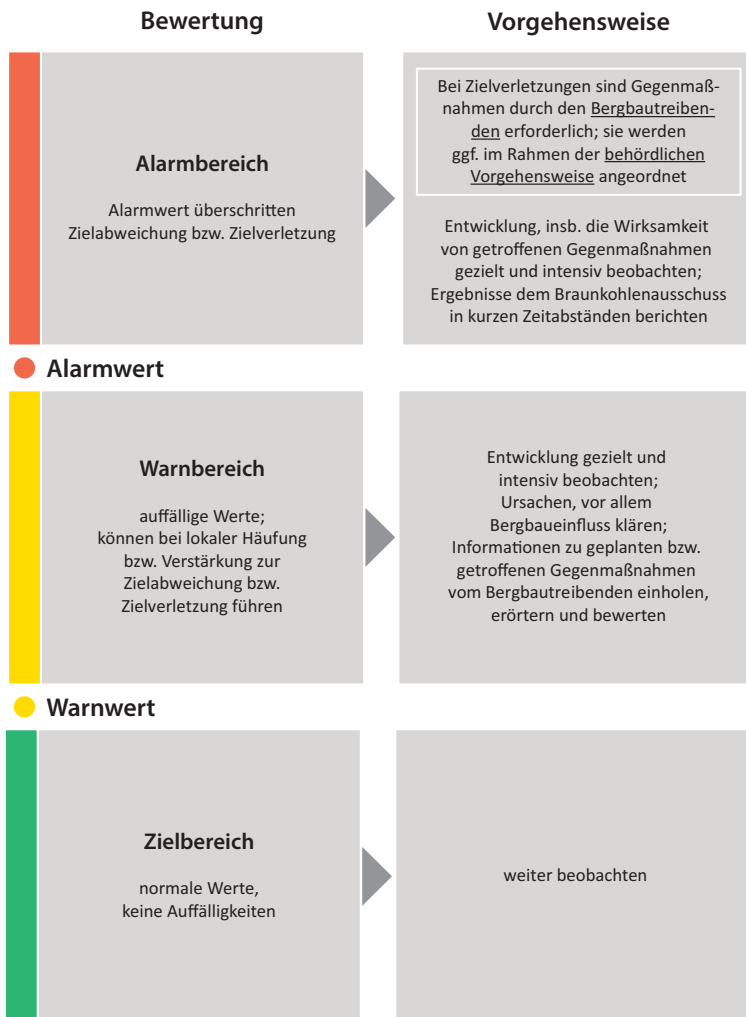 Bewertung
Vorgehensweise
Alarmbereich
Alarmwert überschritten
Zielabweichung bzw. Zielverletzung
Bei Zielverletzungen sind Gegenmaß-
nahmen durch den Bergbautreiben-
den erforderlich; sie werden
ggf. im Rahmen der behördlichen
Vorgehensweise angeordnet
Entwicklung, insb. die Wirksamkeit
von getroffenen Gegenmaßnahmen
gezielt und intensiv beobachten;
Ergebnisse dem Braunkohlenausschuss
in kurzen Zeitabständen berichten
Alarmwert
Warnbereich
auffällige Werte;
können bei lokaler Häufung
bzw. Verstärkung zur
Zielabweichung bzw.
Zielverletzung führen
Entwicklung gezielt und
intensiv beobachten;
Ursachen, vor allem
Bergbaueinfluss klären;
Informationen zu geplanten bzw.
getroffenen Gegenmaßnahmen
vom Bergbautreibenden einholen,
erörtern und bewerten
Warnwert
Zielbereich
normale Werte,
keine Auffälligkeiten
weiter beobachten